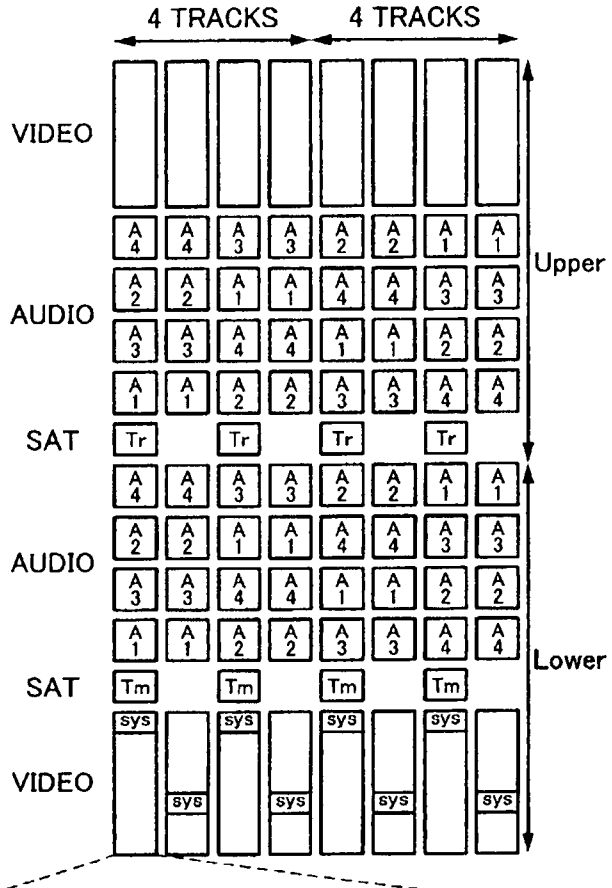 4 TRACKS 4 TRACKS
VIDEO
A4 A4 A3 A3 A2 A2 A1 A1
Upper
A2 A2 A1 A1 A4 A4 A3 A3
AUDIO
A3 A3 A4 A4 A1 A1 A2 A2
A1 A1 A2 A2 A3 A3 A4 A4
SAT Tr Tr Tr Tr
A4 A4 A3 A3 A2 A2 A1 A1
A2 A2 A1 A1 A4 A4 A3 A3
AUDIO
A3 A3 A4 A4 A1 A1 A2 A2
A1 A1 A2 A2 A3 A3 A4 A4
Lower
SAT Tm Tm Tm Tm
sys sys sys sys
VIDEO
sys sys sys sys